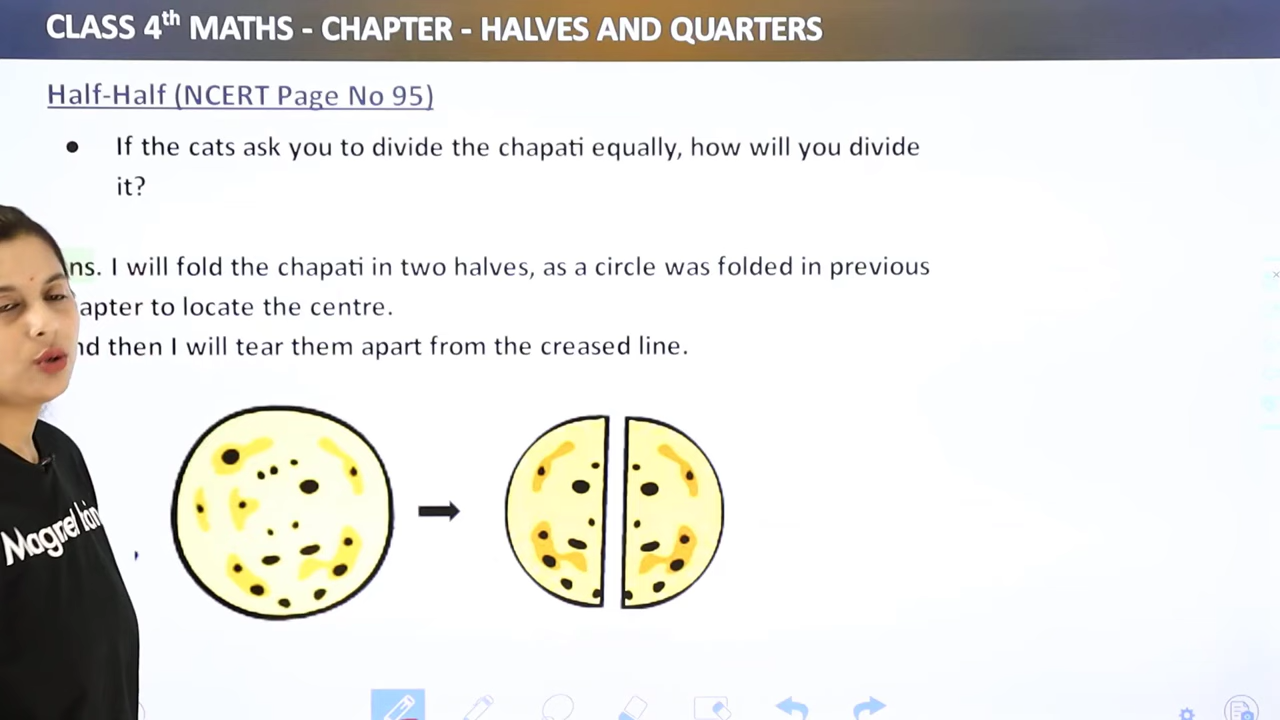 CLASS 4th MATHS - CHAPTER - HALVES AND QUARTERS
Half-Half (NCERT Page No 95)
● If the cats ask you to divide the chapati equally, how will you divide
it?
ns. I will fold the chapati in two halves, as a circle was folded in previous
apter to locate the centre.
nd then I will tear them apart from the creased line.
Magnet